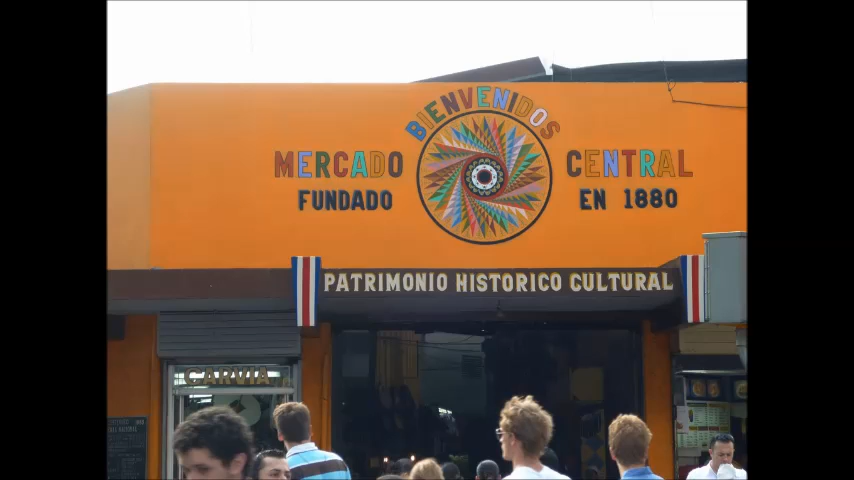 BIENVENIDOS
MERCADO CENTRAL
FUNDADO EN 1880
PATRIMONIO HISTORICO CULTURAL
CARVIA